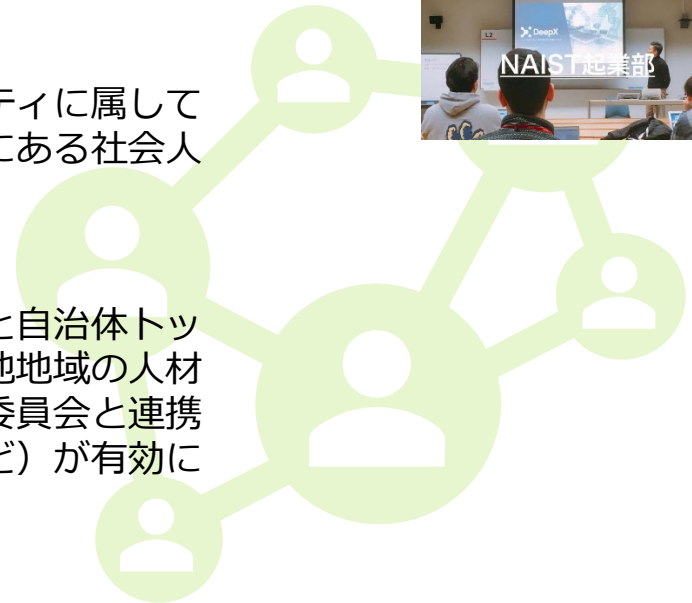 DeepX
NAIST起業部
ティに属して
にある社会人
と自治体トッ
他地域の人材
委員会と連携
ど）が有効に